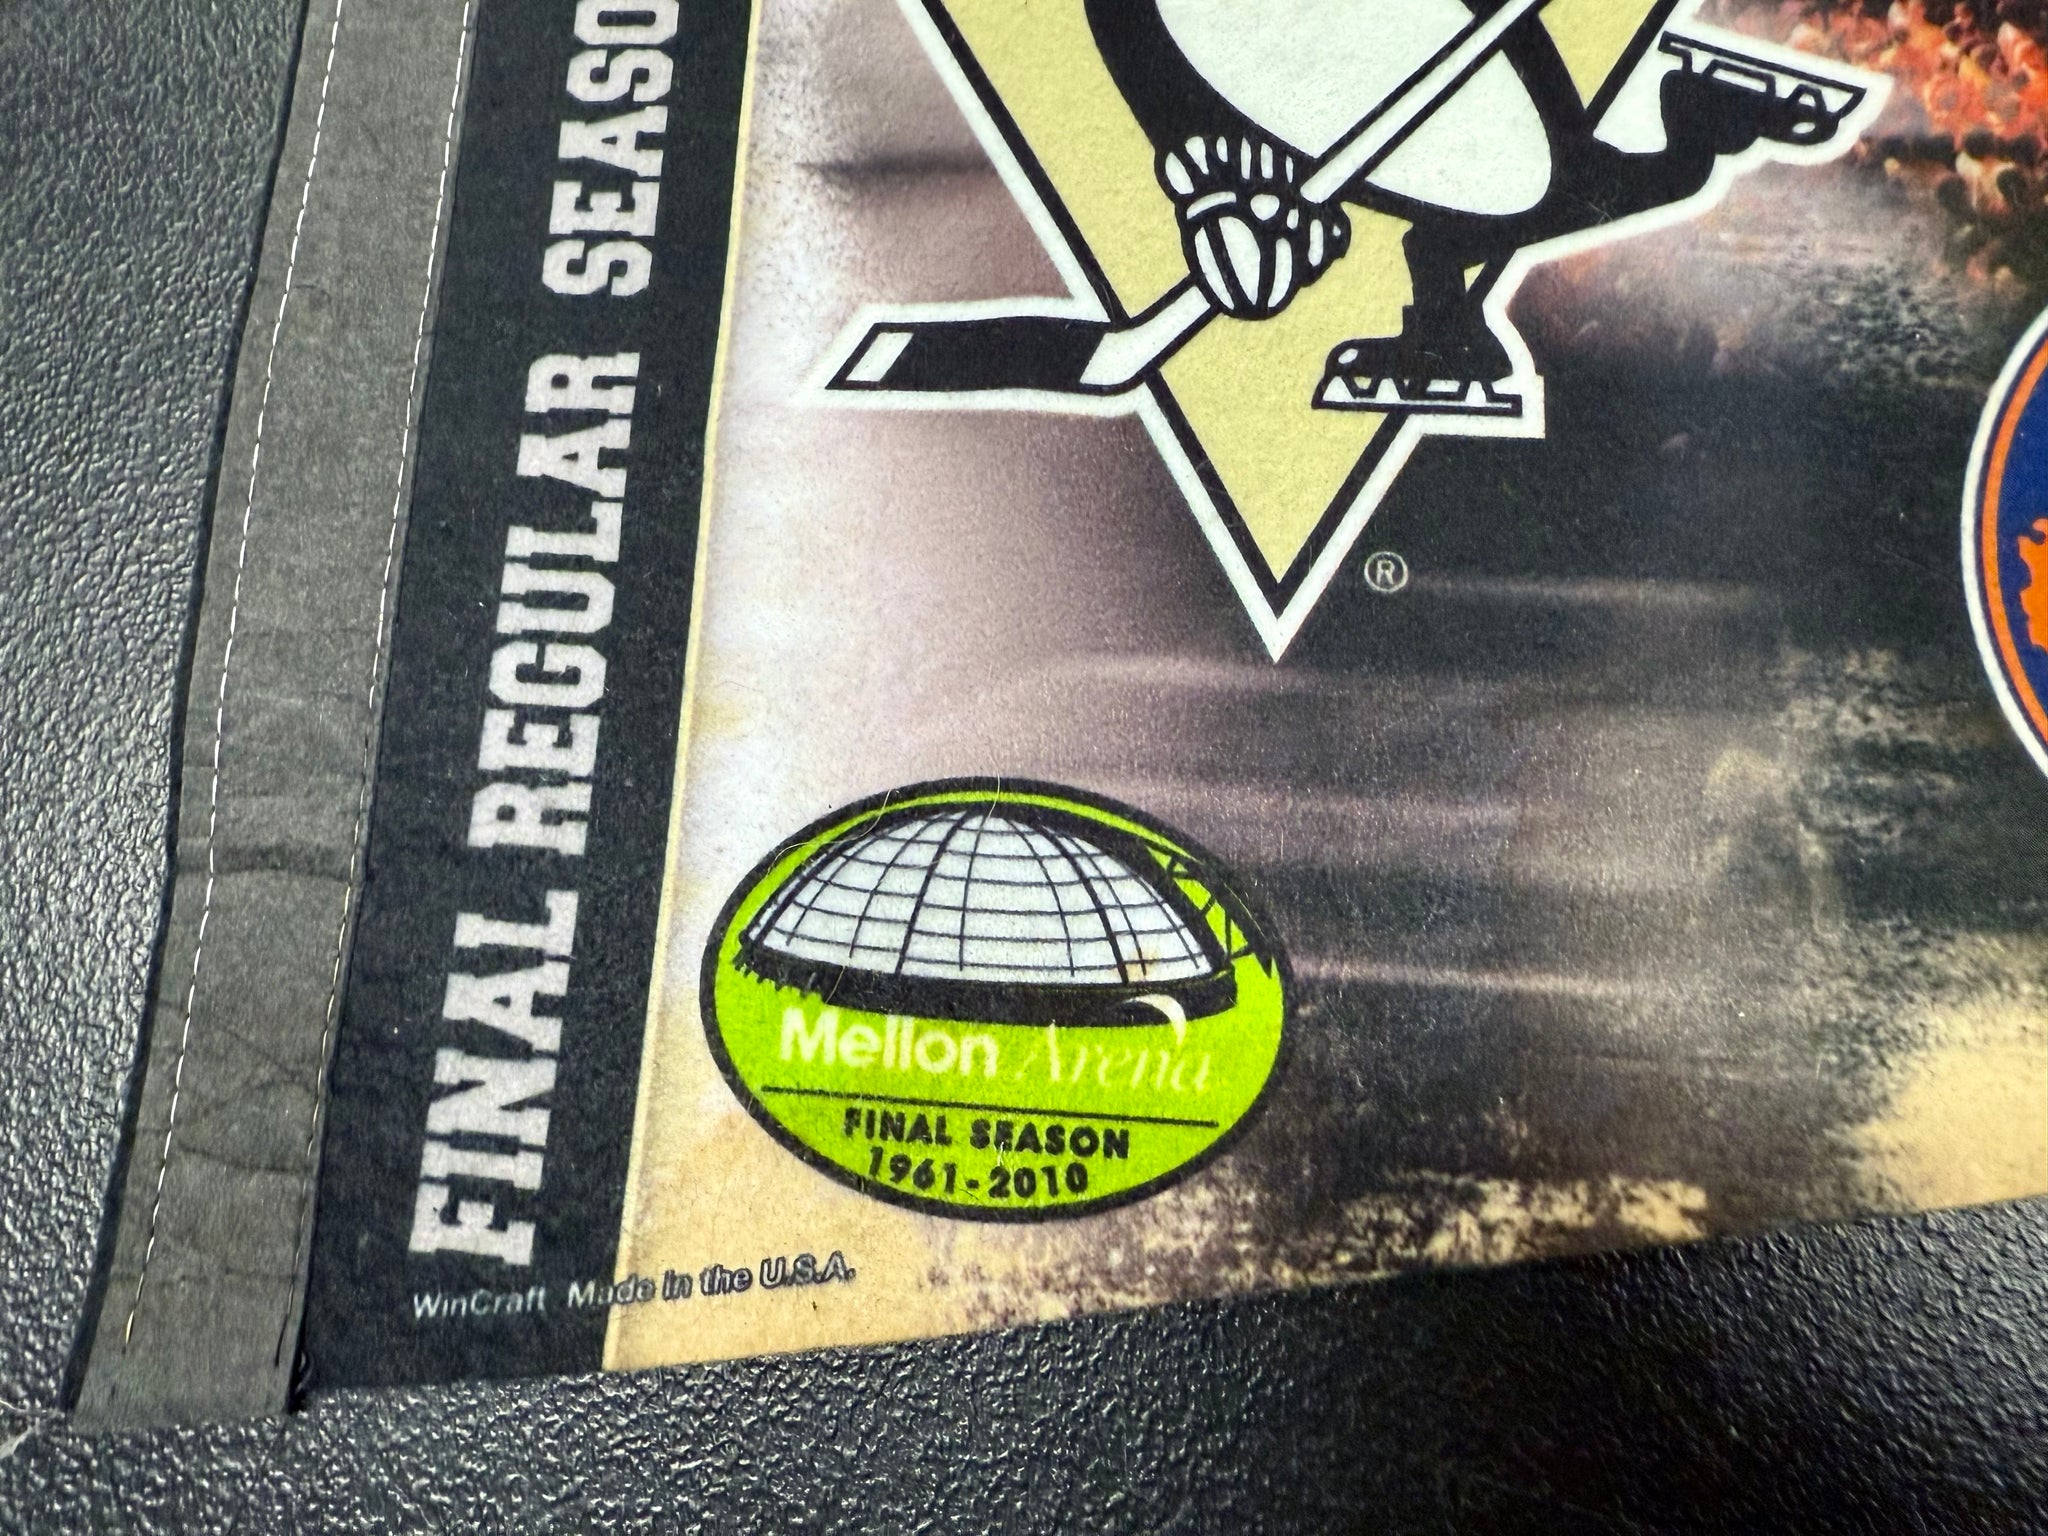 FINAL REGULAR SEASO
®
Mellon Arena
FINAL SEASON
1961-2010
WinCraft Made in the U.S.A.